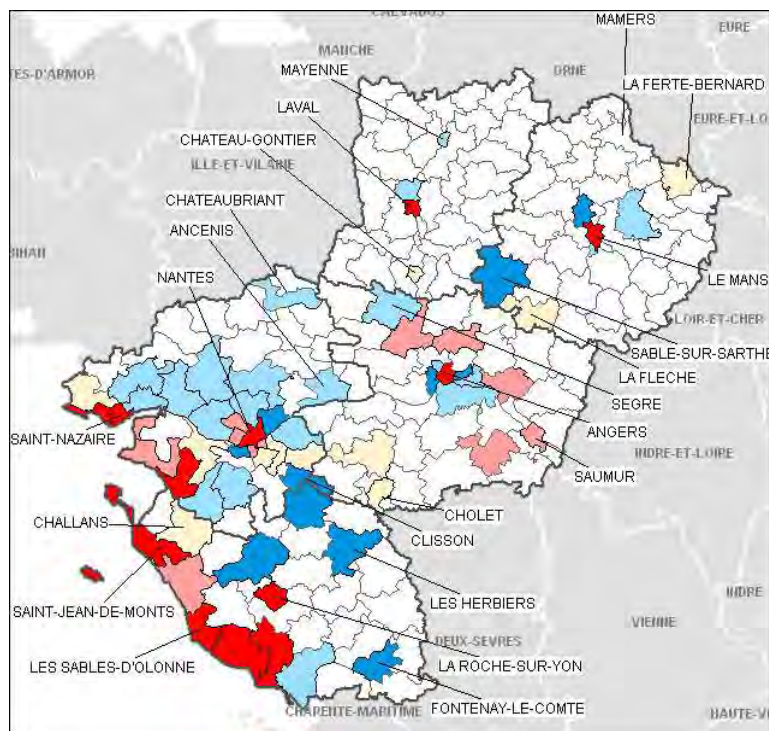 CALVADOS
MAMERS
EURE
MANCHE
ORNE
TES-D'ARMOR
MAYENNE
LA FERTE-BERNARD
LAVAL
EURE-ET-LOI
CHATEAU-GONTIER
ILLE-ET-VILAINE
CHATEAUBRIANT
ANCENIS
BIHAN
NANTES
LE MANS
LOIR-ET-CHER
SABLE-SUR-SARTHE
LA FLECHE
SEGRE
SAINT-NAZAIRE
ANGERS
INDRE-ET-LOIRE
SAUMUR
CHALLANS
CHOLET
CLISSON
INDRE
SAINT-JEAN-DE-MONTS
LES HERBIERS
VIENNE
DEUX-SEVRES
LES SABLES-D'OLONNE
LA ROCHE-SUR-YON
FONTENAY-LE-COMTE
CHARENTE-MARITIME
HAUTE-V